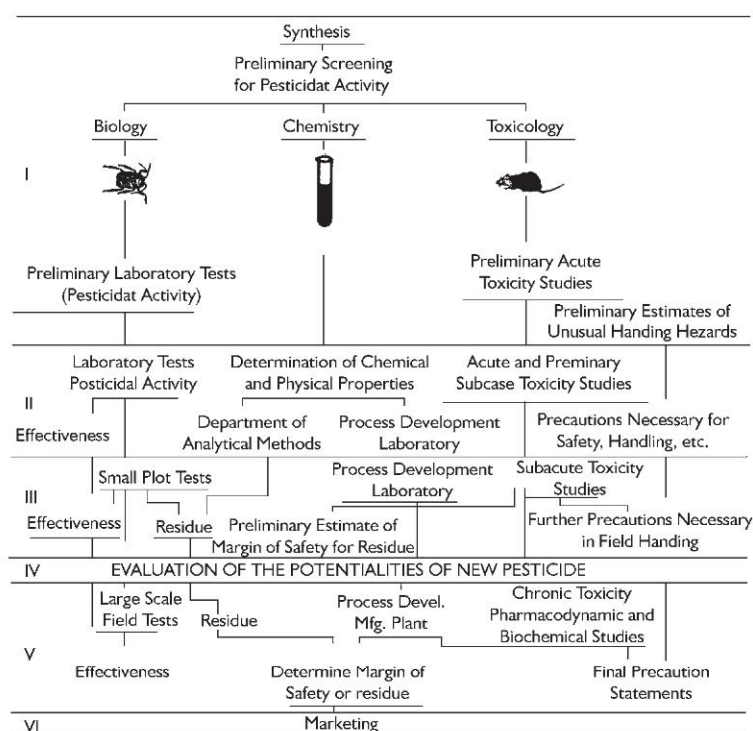 Synthesis
Preliminary Screening
for Pesticidat Activity
Biology
Chemistry
Toxicology
I
Preliminary Laboratory Tests
(Pesticidat Activity)
Preliminary Acute
Toxicity Studies
Preliminary Estimates of
Unusual Handing Hezards
II
Laboratory Tests
Posticidal Activity
Determination of Chemical
and Physical Properties
Acute and Preminary
Subcase Toxicity Studies
Effectiveness
Department of
Analytical Methods
Process Development
Laboratory
Precautions Necessary for
Safety, Handling, etc.
III
Small Plot Tests
Process Development
Laboratory
Subacute Toxicity
Studies
Effectiveness
Residue
Preliminary Estimate of
Margin of Safety for Residue
Further Precautions Necessary
in Field Handing
IV
EVALUATION OF THE POTENTIALITIES OF NEW PESTICIDE
V
Large Scale
Field Tests
Residue
Process Devel.
Mfg. Plant
Chronic Toxicity
Pharmacodynamic and
Biochemical Studies
Effectiveness
Determine Margin of
Safety or residue
Final Precaution
Statements
VI
Marketing